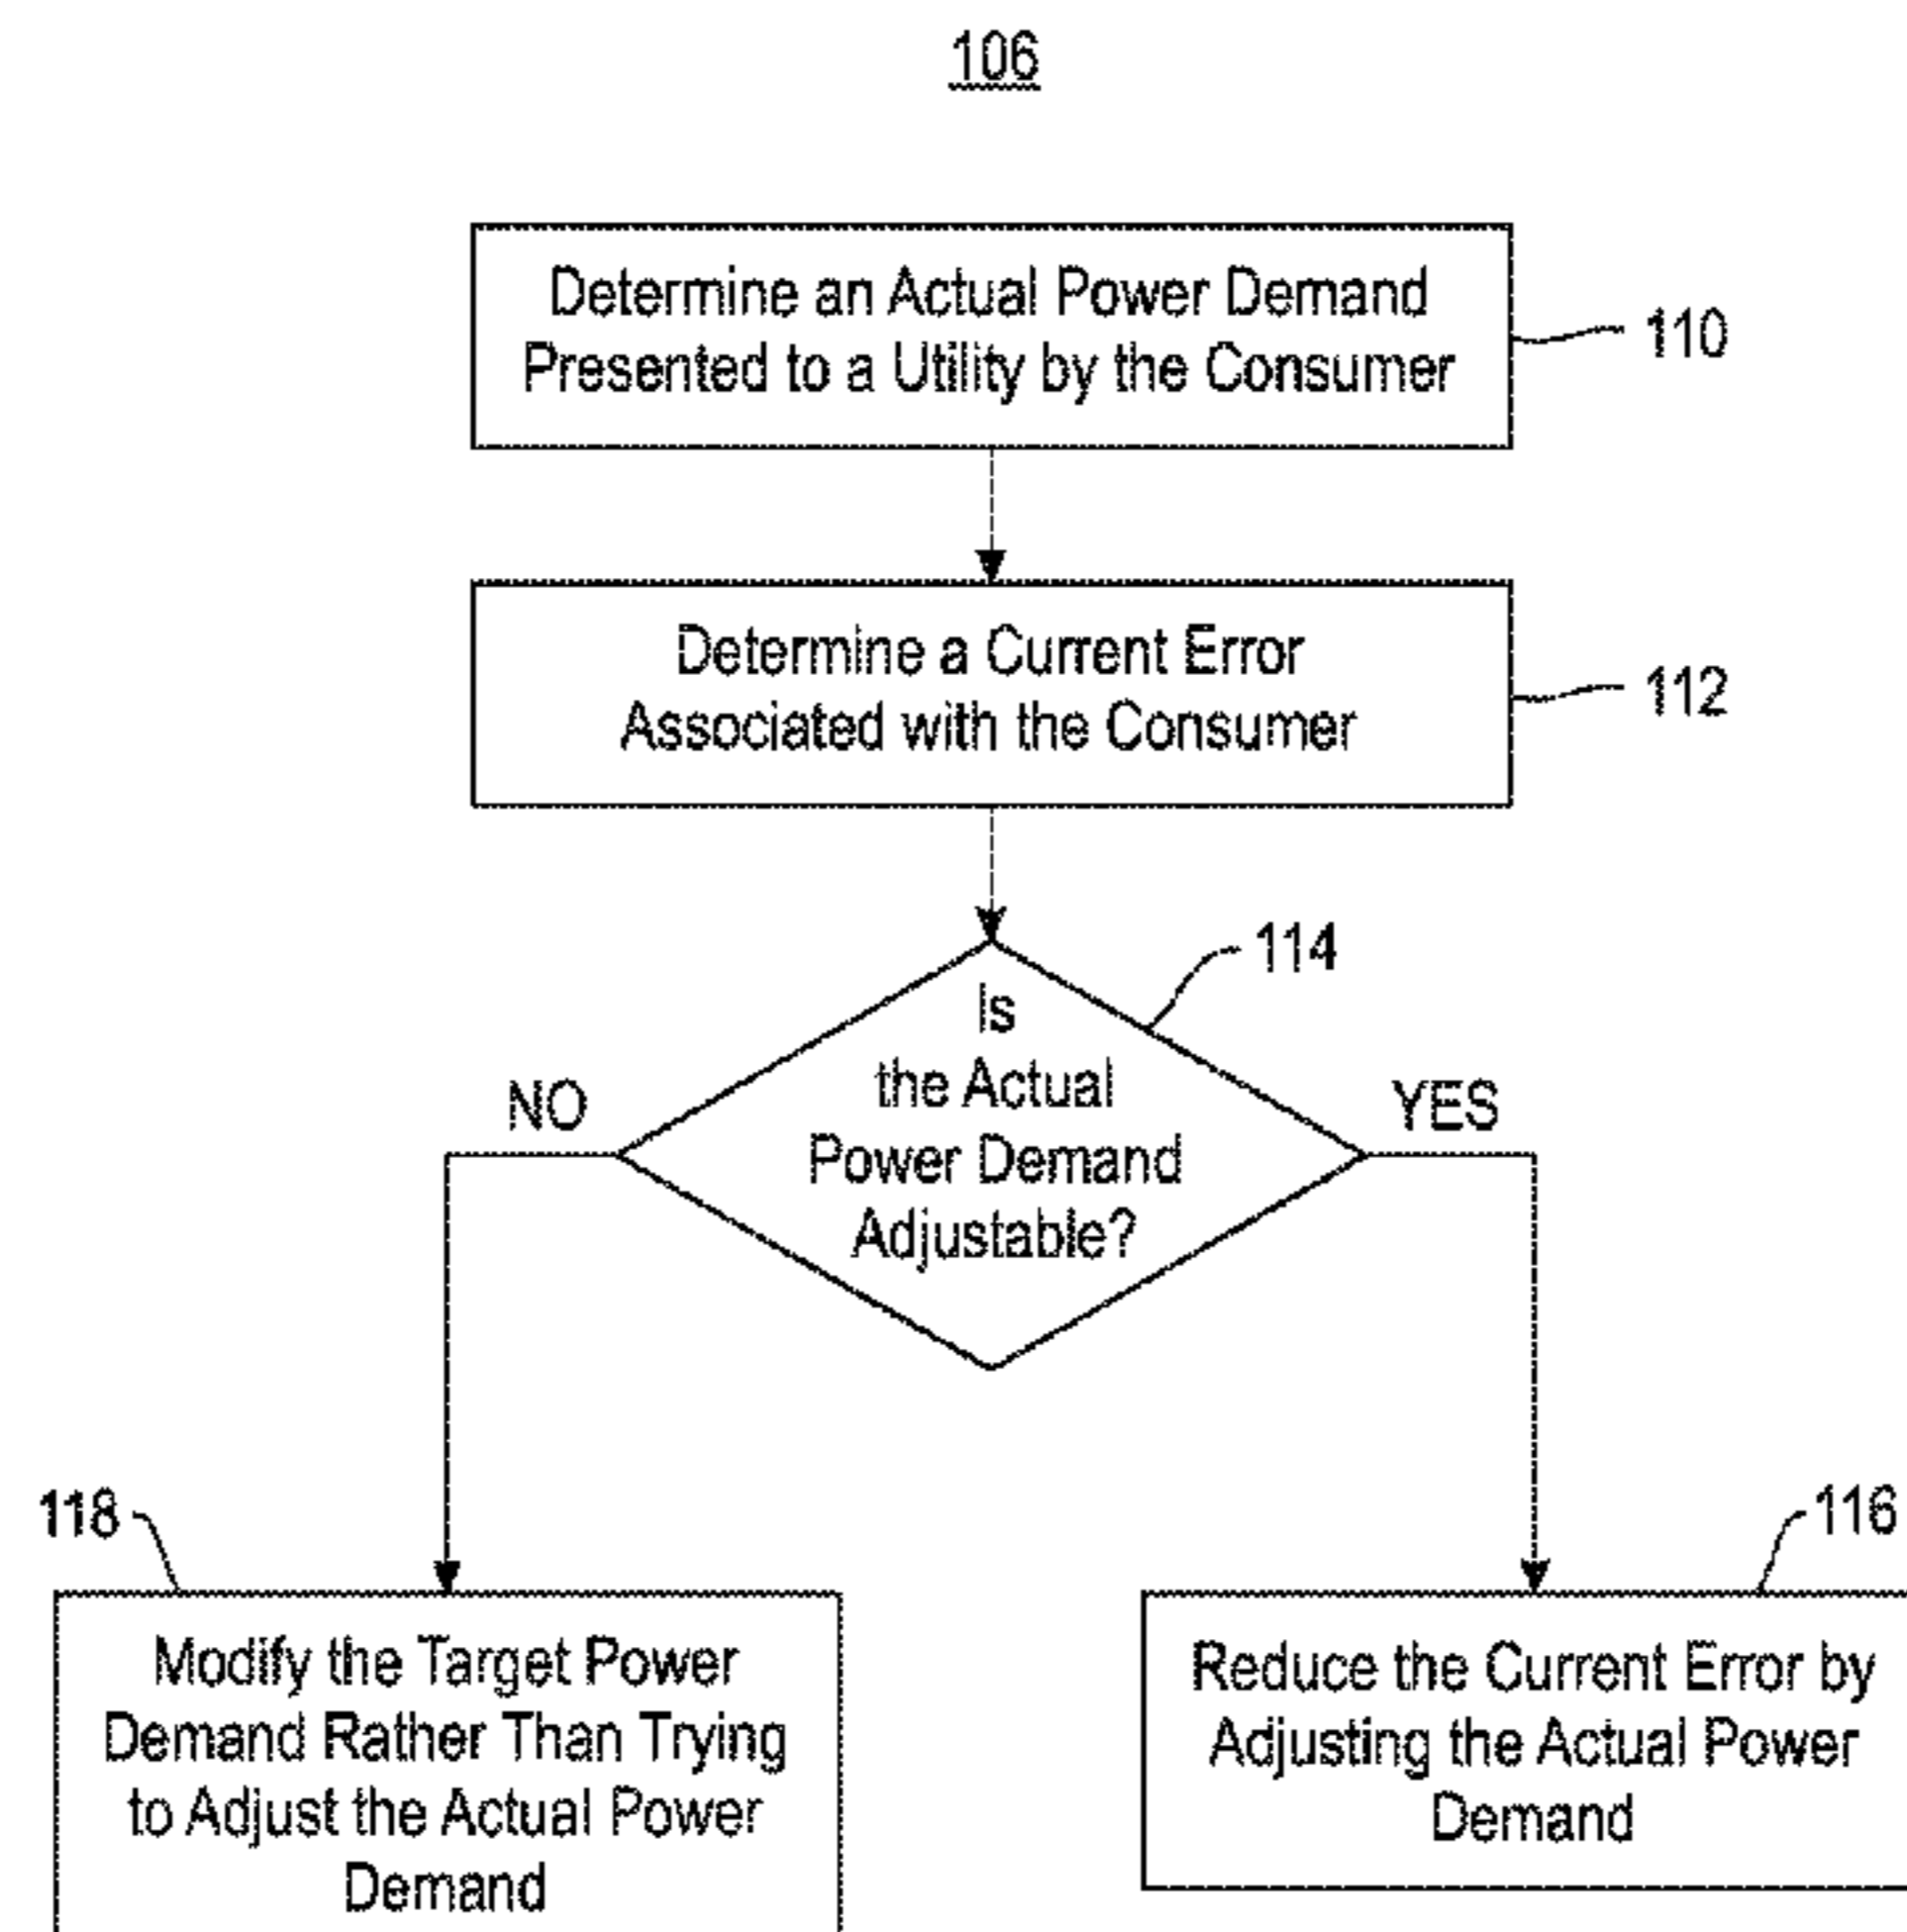 106
Determine an Actual Power Demand
Presented to a Utility by the Consumer
110
Determine a Current Error
Associated with the Consumer
112
114
Is
the Actual
Power Demand
Adjustable?
NO
YES
118
Modify the Target Power
Demand Rather Than Trying
to Adjust the Actual Power
Demand
116
Reduce the Current Error by
Adjusting the Actual Power
Demand